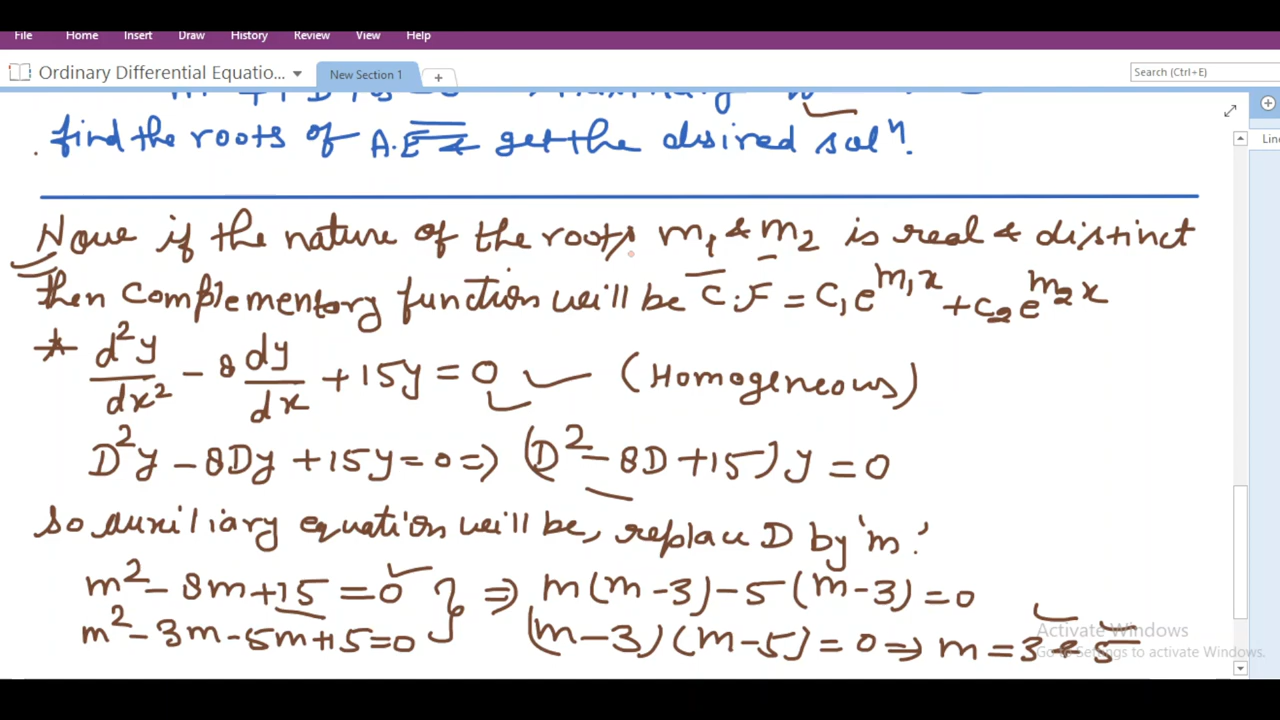 File Home Insert Draw History Review View Help
Ordinary Differential Equatio... New Section 1 + Search (Ctrl+E)
find the roots of A.E & get the desired solⁿ.
Now if the nature of the roots m₁ & m₂ is real & distinct
then complementary function will be C.F = C₁e^{m₁x} + C₂e^{m₂x}
* d²y/dx² - 8 dy/dx + 15y = 0 (Homogeneous)
D²y - 8Dy + 15y = 0 => (D² - 8D + 15) y = 0
so auxiliary equation will be, replace D by 'm'.
m² - 8m + 15 = 0 } => m(m-3) - 5(m-3) = 0
m² - 3m - 5m + 15 = 0 (m-3)(m-5) = 0 => m = 3 & 5
Activate Windows
Go to Settings to activate Windows.